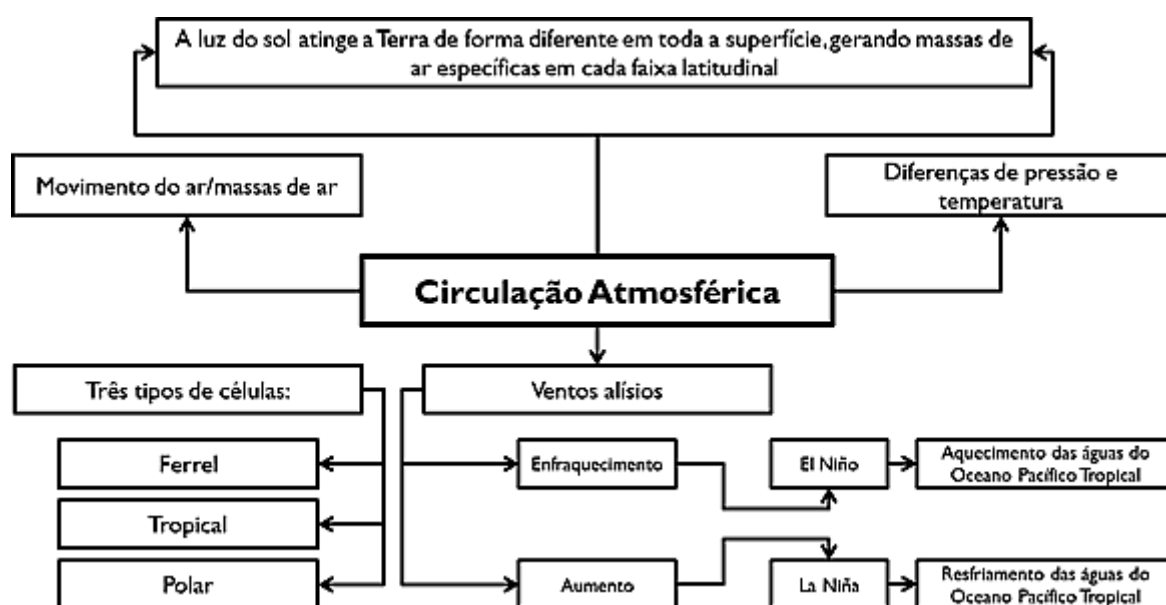 A luz do sol atinge a Terra de forma diferente em toda a superfície, gerando massas de
ar específicas em cada faixa latitudinal
Movimento do ar/massas de ar
Diferenças de pressão e
temperatura
Circulação Atmosférica
Três tipos de células:
Ventos alísios
Ferrel
Enfraquecimento
El Niño
Aquecimento das águas do
Oceano Pacífico Tropical
Tropical
Polar
Aumento
La Niña
Resfriamento das águas do
Oceano Pacífico Tropical